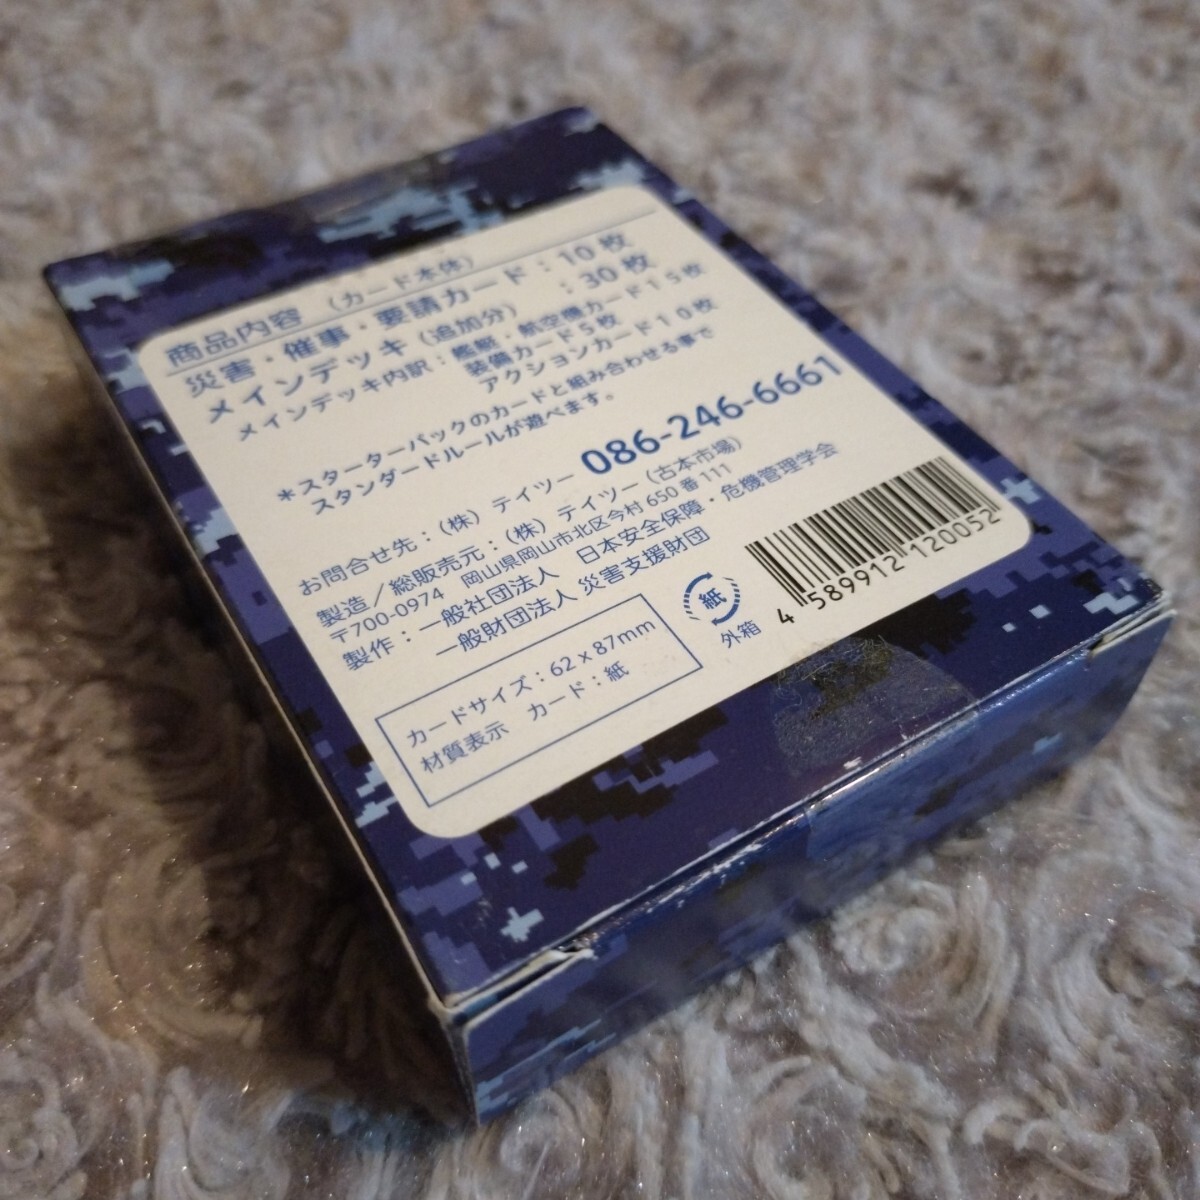 商品内容 (カード本体)
災害・催事・要請カード：10枚
メインデッキ(追加分)：30枚
メインデッキ内訳：艦艇・航空機カード15枚
装備カード5枚
アクションカード10枚
＊スターターパックのカードと組み合わせる事で
スタンダードルールが遊べます。
お問合せ先：(株) テイツー 086-246-6661
製造／総販売元：(株) テイツー (古本市場)
〒700-0974 岡山県岡山市北区今村650番111
製作：一般社団法人 日本安全保障・危機管理学会
一般財団法人 災害支援財団
カードサイズ：62 x 87mm
材質表示 カード：紙
紙
外箱
4 589912 120052